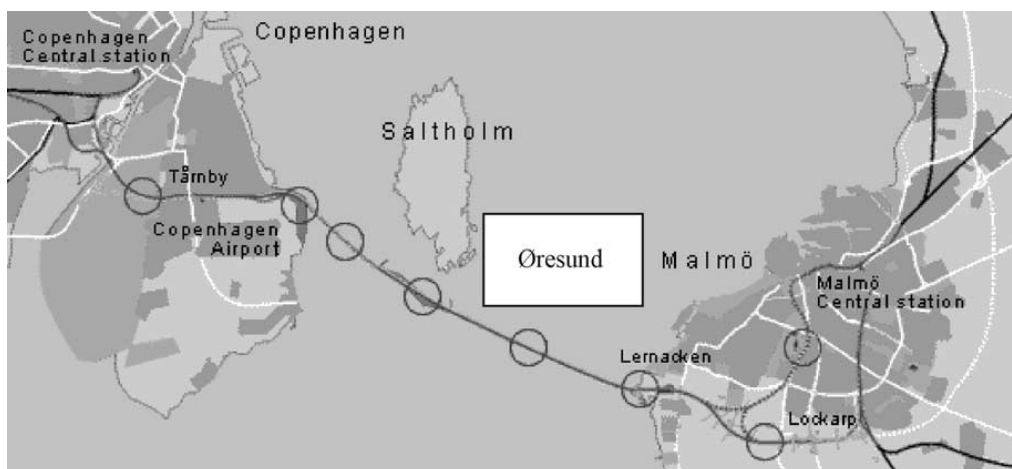 Copenhagen
Central station
Copenhagen
Saltholm
Tårnby
Copenhagen
Airport
Øresund
Malmö
Malmö
Central station
Lernacken
Lockarp